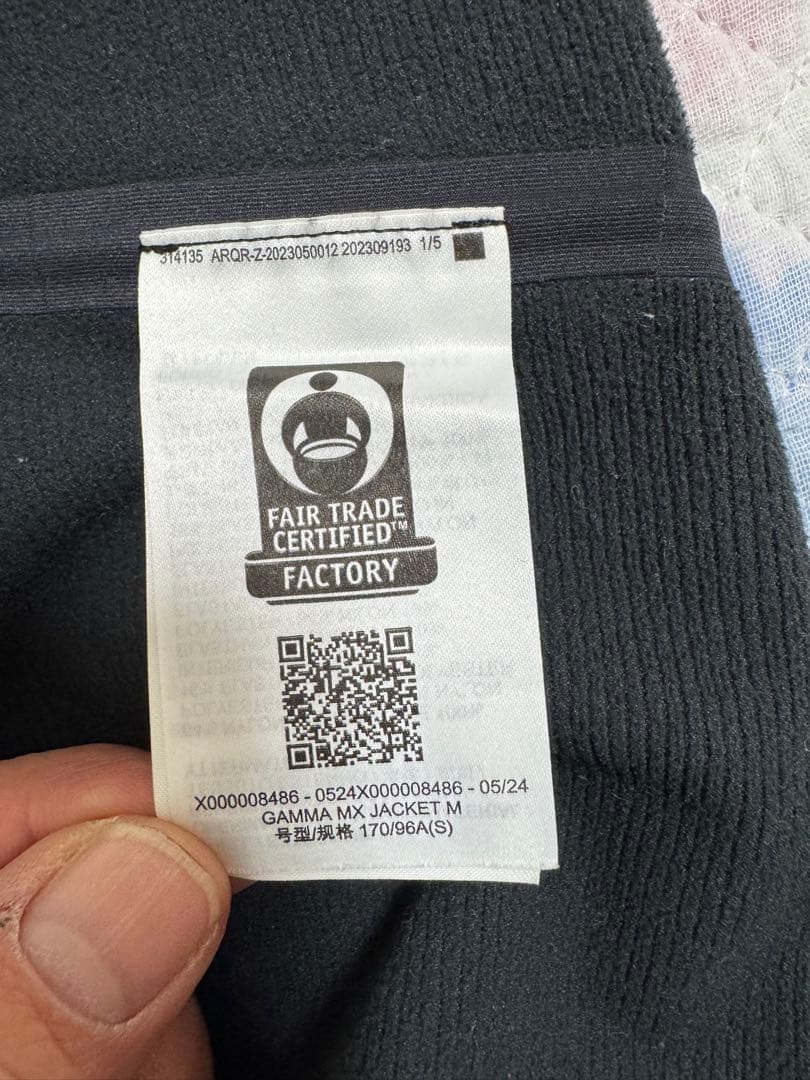 314135 ARQR-Z-2023050012 202309193 1/5
FAIR TRADE
CERTIFIED™
FACTORY
X000008486 - 0524X000008486 - 05/24
GAMMA MX JACKET M
号型/规格 170/96A(S)